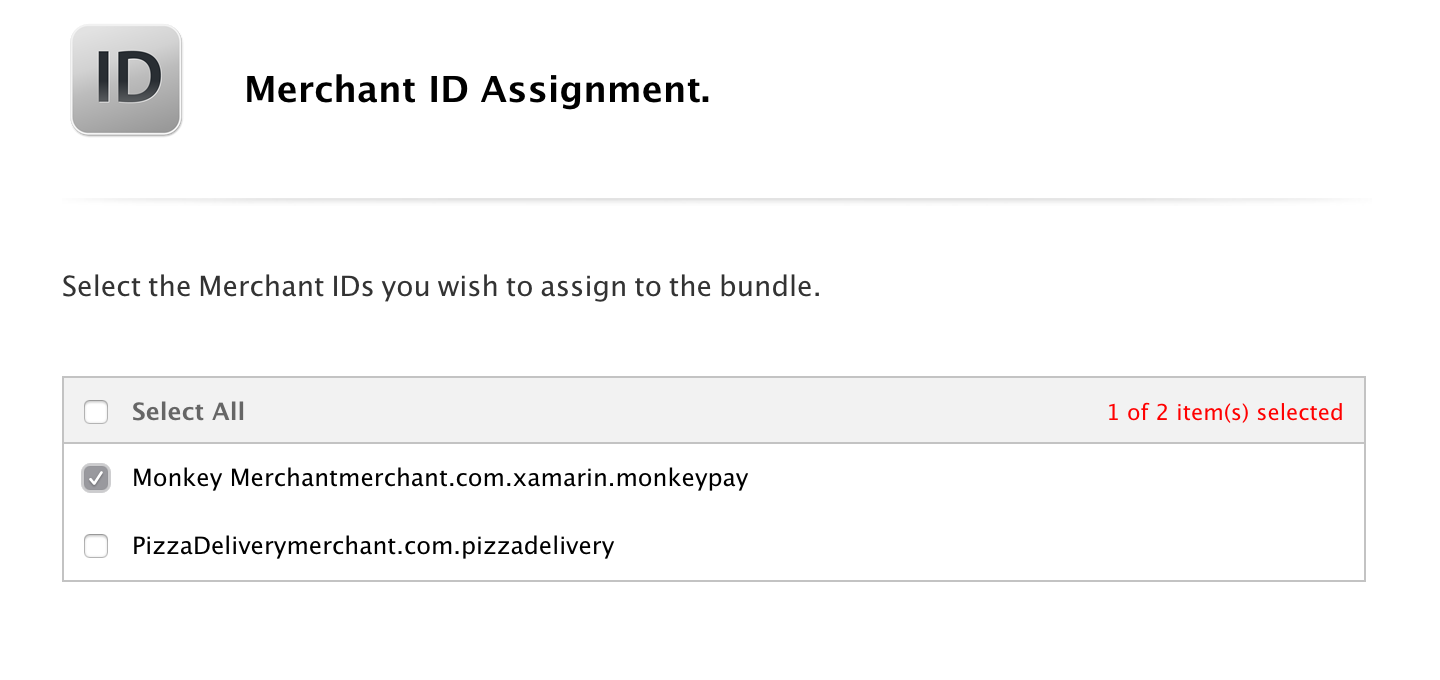 ID
Merchant ID Assignment.
Select the Merchant IDs you wish to assign to the bundle.
Select All 1 of 2 item(s) selected
Monkey Merchantmerchant.com.xamarin.monkeypay
PizzaDeliverymerchant.com.pizzadelivery